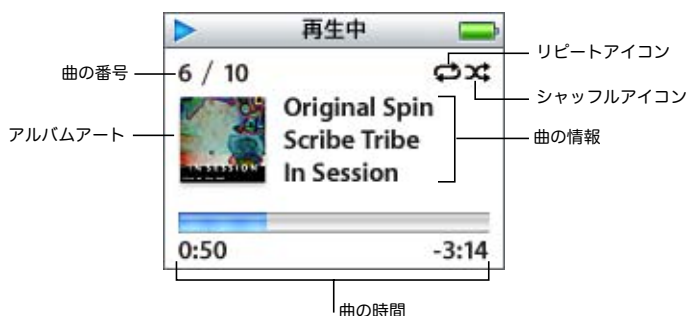 再生中
リピートアイコン
曲の番号
6 / 10
シャッフルアイコン
アルバムアート
Original Spin
Scribe Tribe
In Session
曲の情報
IN SESSION
0:50
-3:14
曲の時間